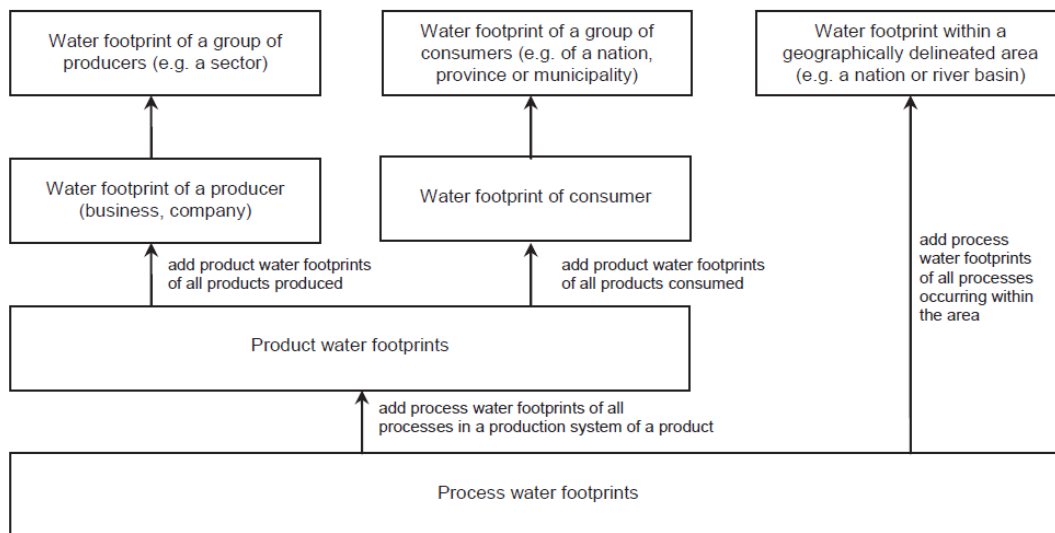 Water footprint of a group of
producers (e.g. a sector)
Water footprint of a group of
consumers (e.g. of a nation,
province or municipality)
Water footprint within a
geographically delineated area
(e.g. a nation or river basin)
Water footprint of a producer
(business, company)
Water footprint of consumer
add process
water footprints
of all processes
occurring within
the area
add product water footprints
of all products produced
add product water footprints
of all products consumed
Product water footprints
add process water footprints of all
processes in a production system of a product
Process water footprints